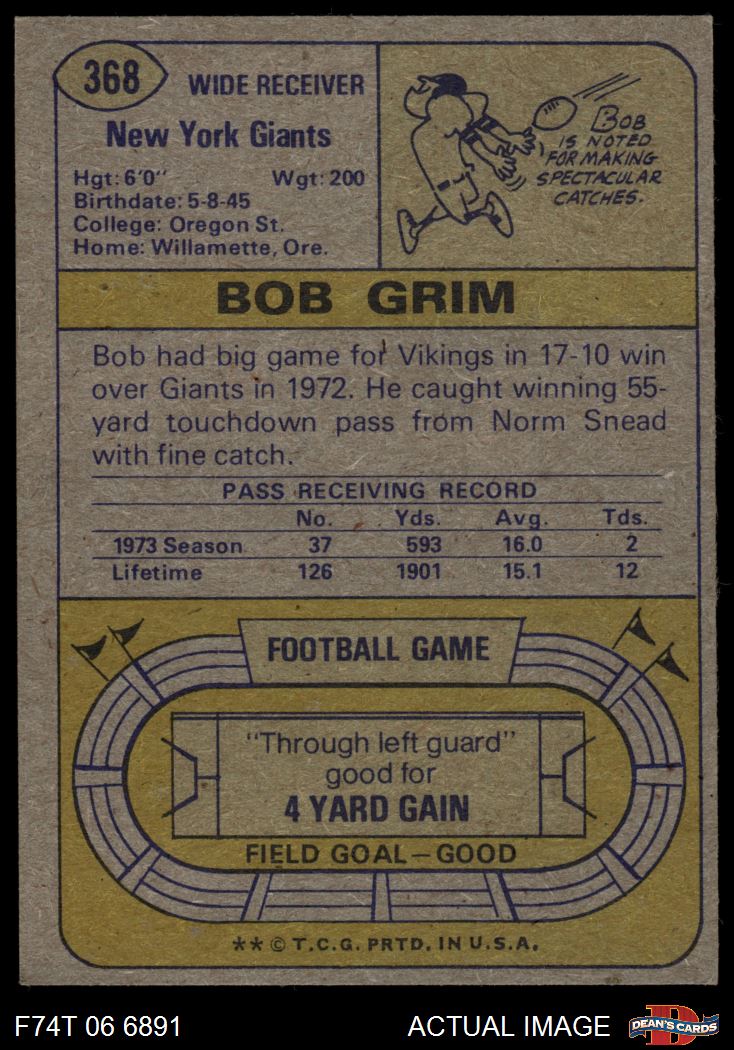 368
WIDE RECEIVER
New York Giants
Hgt: 6'0" Wgt: 200
Birthdate: 5-8-45
College: Oregon St.
Home: Willamette, Ore.
BOB
IS NOTED
FOR MAKING
SPECTACULAR
CATCHES.
BOB GRIM
Bob had big game for Vikings in 17-10 win
over Giants in 1972. He caught winning 55-
yard touchdown pass from Norm Snead
with fine catch.
PASS RECEIVING RECORD
No. Yds. Avg. Tds.
1973 Season 37 593 16.0 2
Lifetime 126 1901 15.1 12
FOOTBALL GAME
"Through left guard"
good for
4 YARD GAIN
FIELD GOAL—GOOD
** © T.C.G. PRTD. IN U.S.A.
F74T 06 6891 ACTUAL IMAGE
DEAN'S CARDS